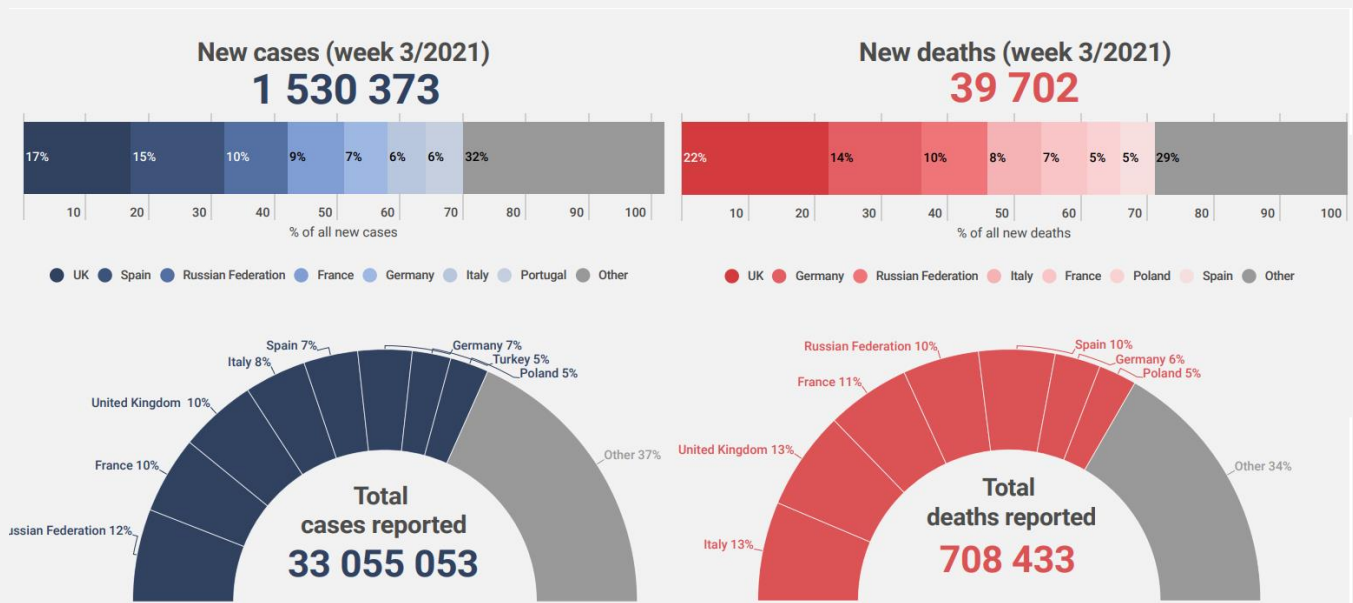 New cases (week 3/2021)
1 530 373
17% 15% 10% 9% 7% 6% 6% 32%
10 20 30 40 50 60 70 80 90 100
% of all new cases
UK Spain Russian Federation France Germany Italy Portugal Other
New deaths (week 3/2021)
39 702
22% 14% 10% 8% 7% 5% 5% 29%
10 20 30 40 50 60 70 80 90 100
% of all new deaths
UK Germany Russian Federation Italy France Poland Spain Other
Spain 7%
Germany 7%
Italy 8%
Turkey 5%
Poland 5%
United Kingdom 10%
France 10%
Other 37%
ussian Federation 12%
Total
cases reported
33 055 053
Russian Federation 10%
Spain 10%
Germany 6%
Poland 5%
France 11%
United Kingdom 13%
Other 34%
Italy 13%
Total
deaths reported
708 433